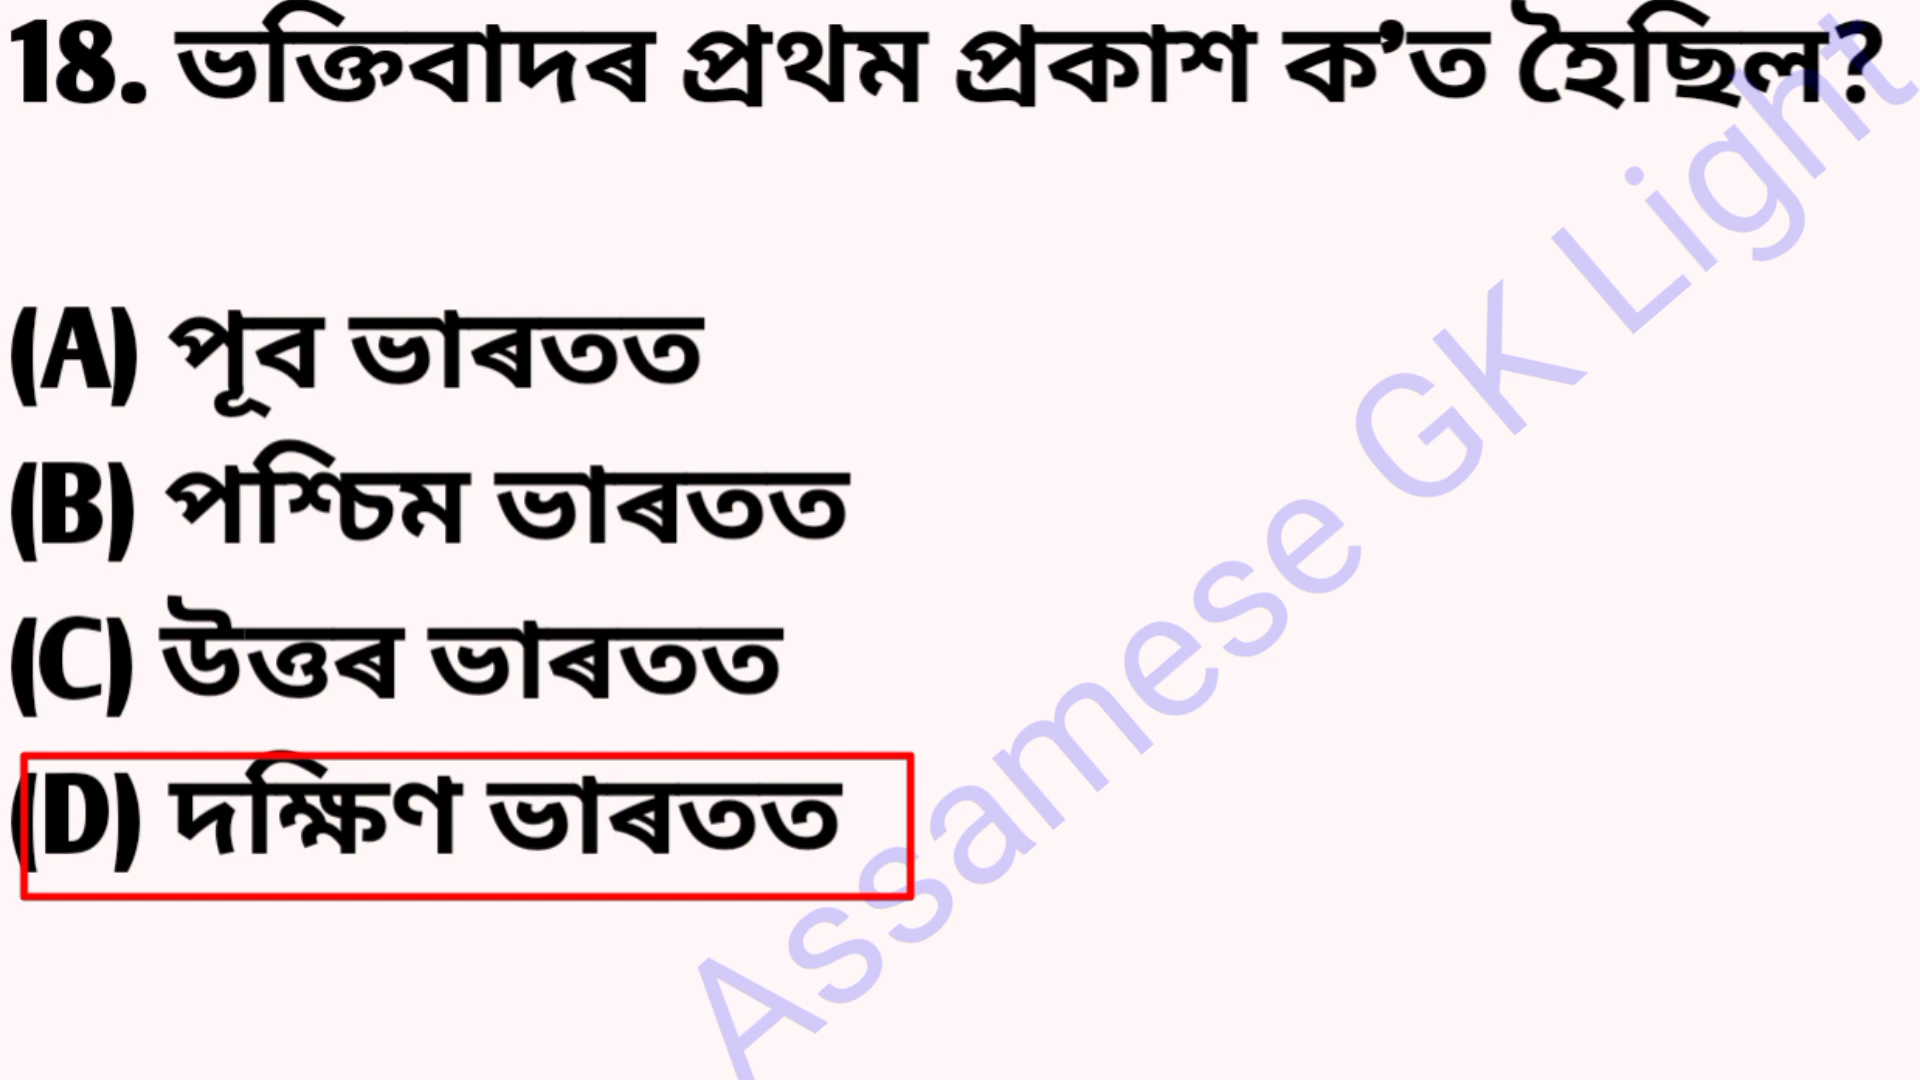 18. ভক্তিবাদৰ প্ৰথম প্ৰকাশ ক’ত হৈছিল?
(A) পূব ভাৰতত
(B) পশ্চিম ভাৰতত
(C) উত্তৰ ভাৰতত
(D) দক্ষিণ ভাৰতত
Assamese GK Light